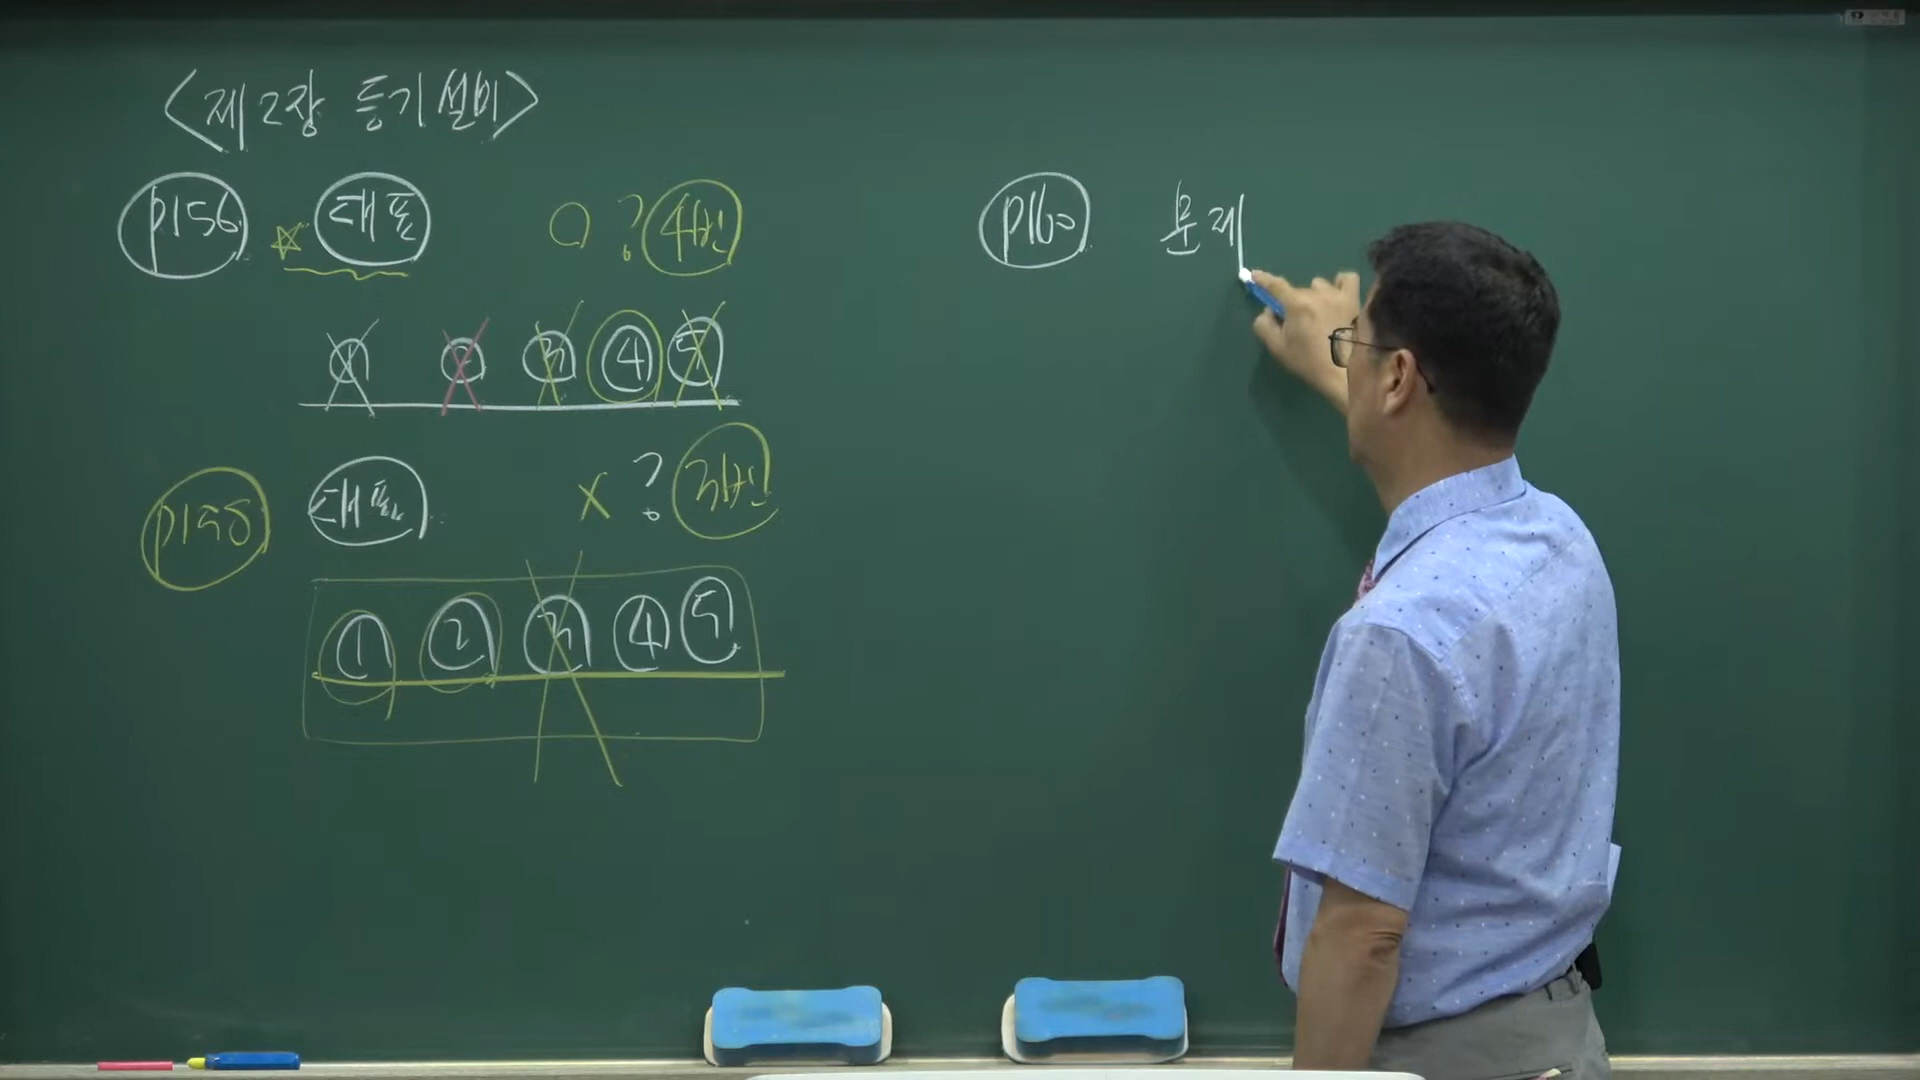 <제2장 등기설비>
p156 ☆ 대표 O ? 4번
① ② ③ ④ ⑤
p158 대표 X ? 3번
① ② ③ ④ ⑤
p160 문제